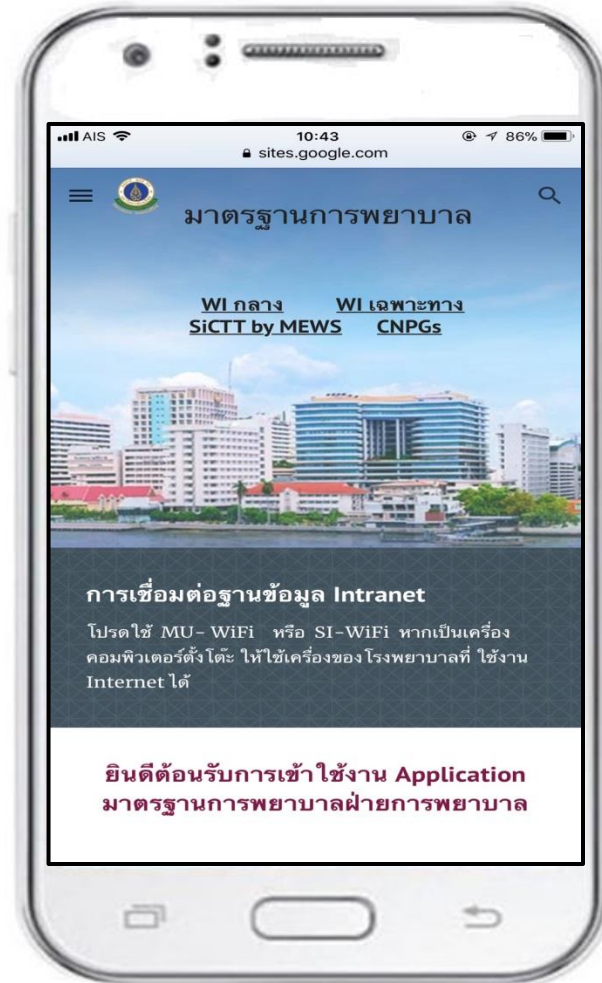 AIS 10:43 86%
sites.google.com
มาตรฐานการพยาบาล
WI กลาง WI เฉพาะทาง
SiCTT by MEWS CNPGs
การเชื่อมต่อฐานข้อมูล Intranet
โปรดใช้ MU- WiFi หรือ SI-WiFi หากเป็นเครื่อง
คอมพิวเตอร์ตั้งโต๊ะ ให้ใช้เครื่องของโรงพยาบาลที่ ใช้งาน
Internet ได้
ยินดีต้อนรับการเข้าใช้งาน Application
มาตรฐานการพยาบาลฝ่ายการพยาบาล